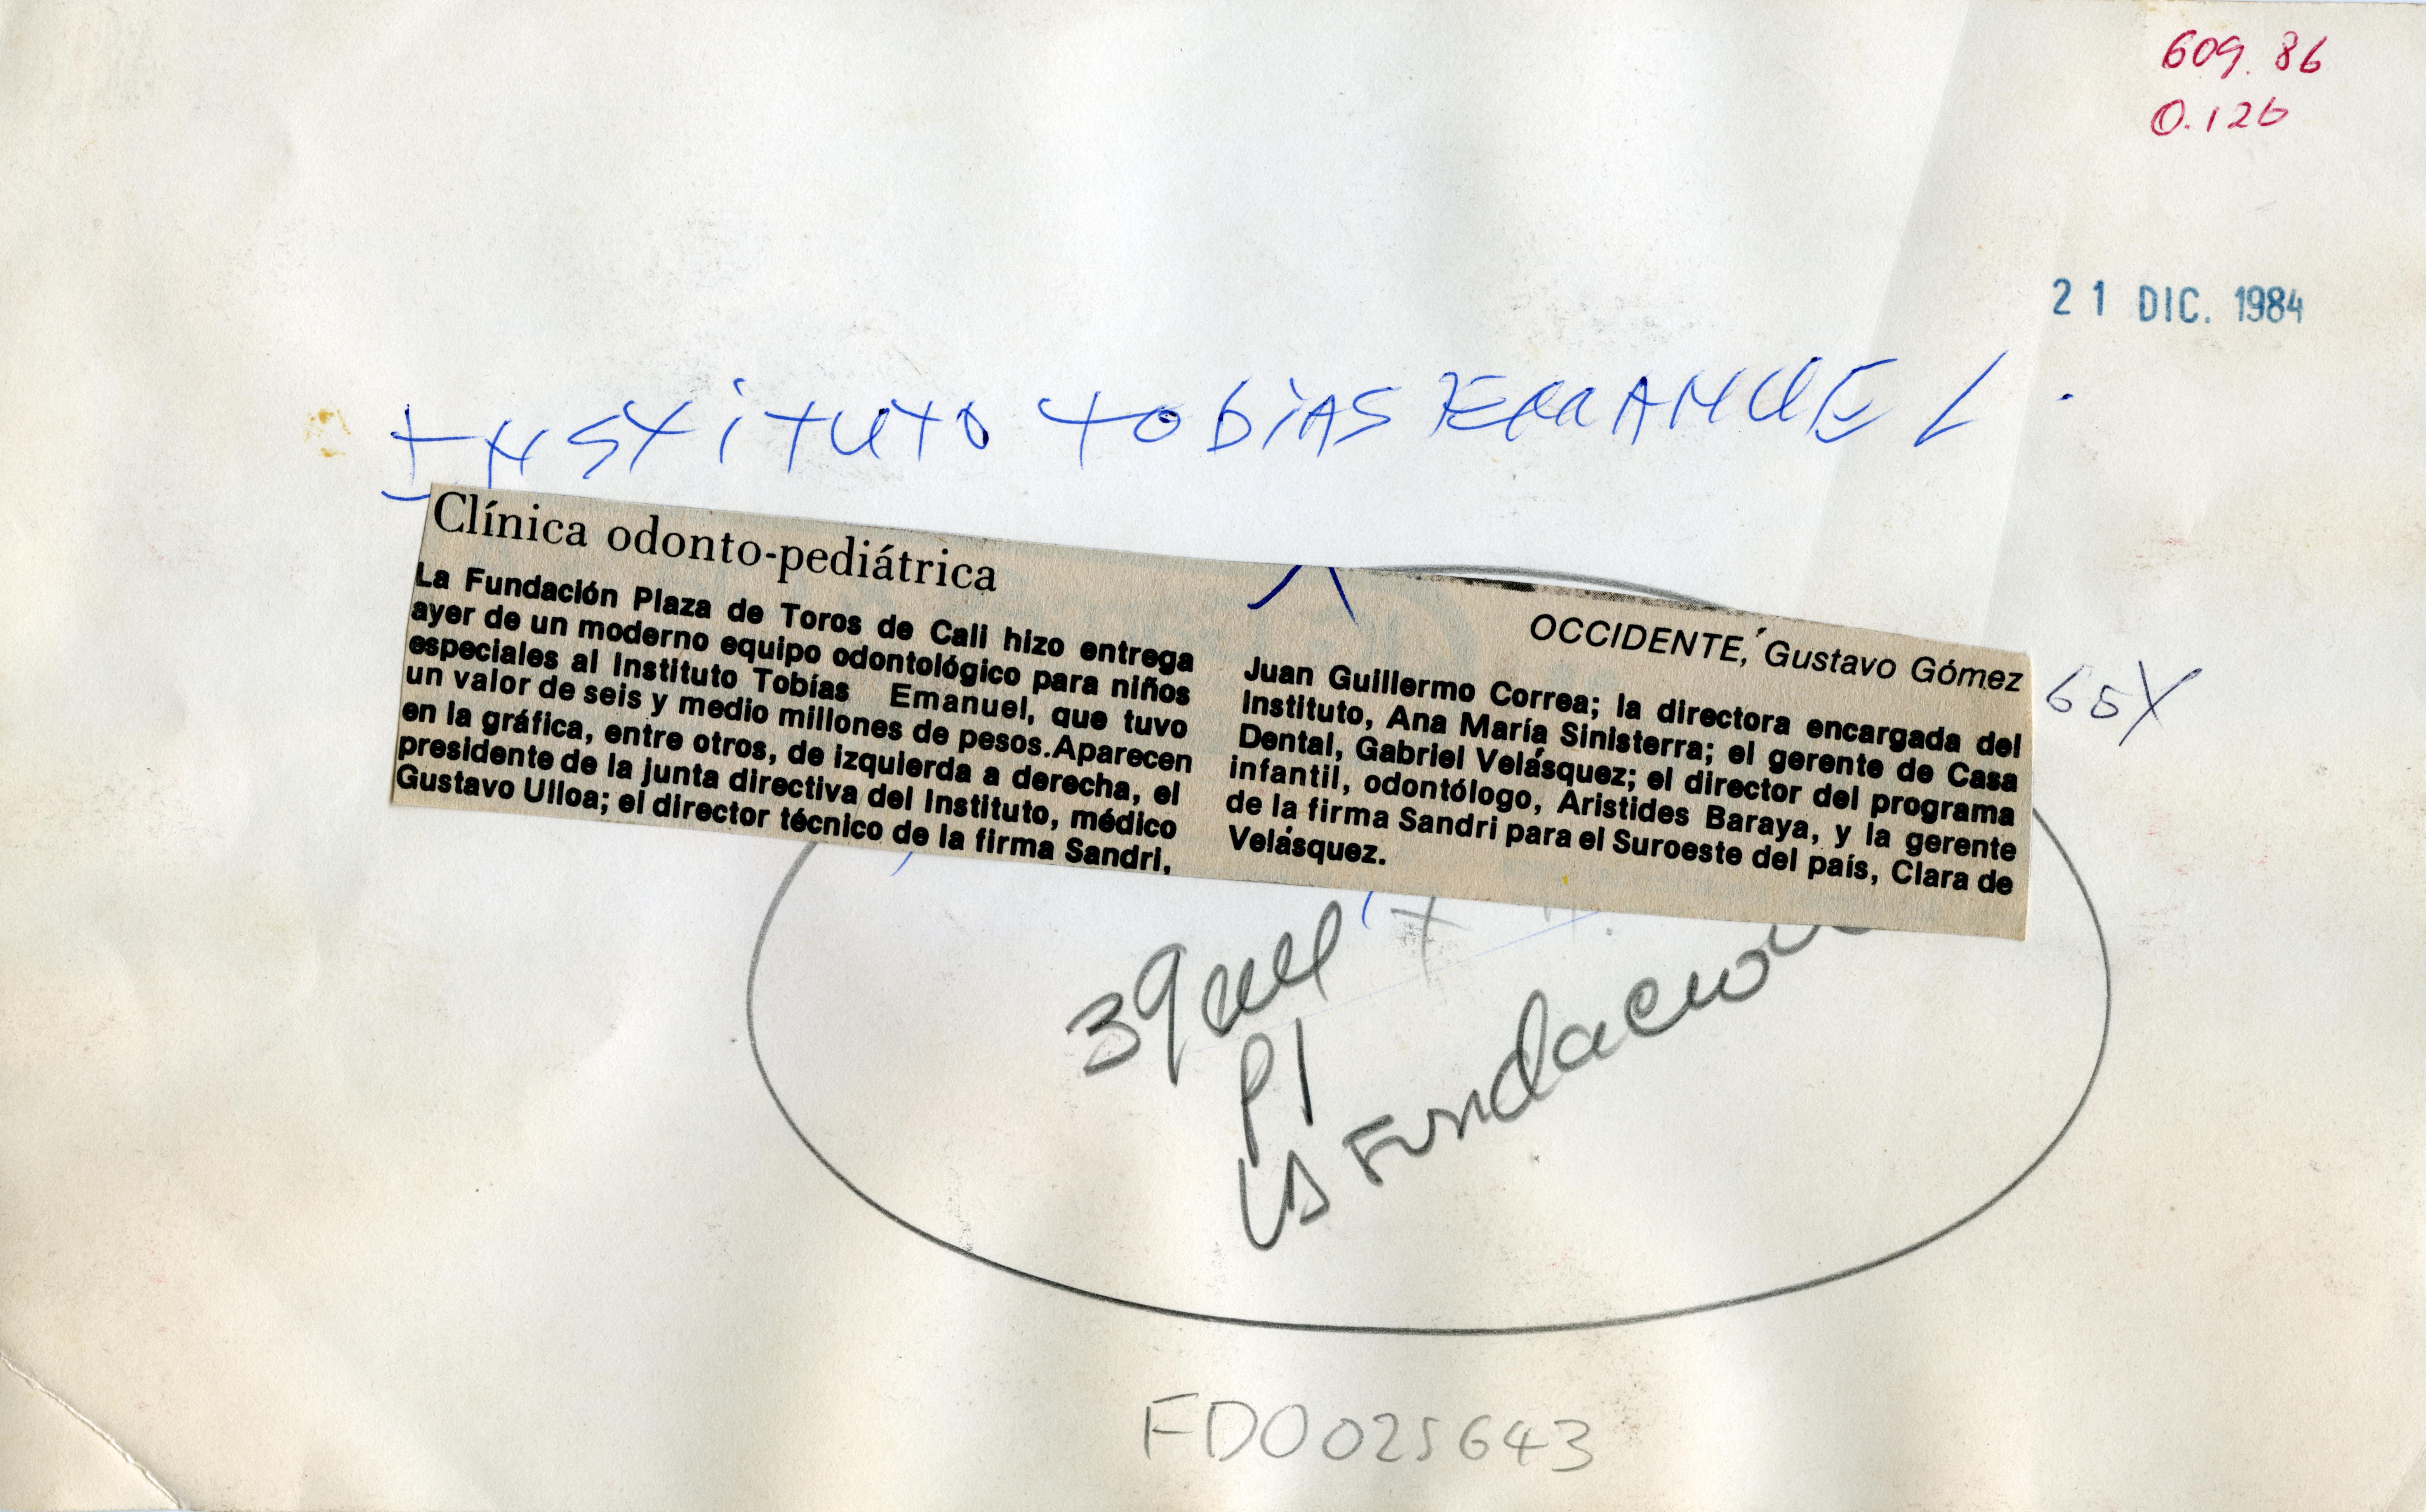 609.86
0.126
21 DIC. 1984
INSTITUTO TOBIAS EMANUEL.
Clínica odonto-pediátrica
La Fundación Plaza de Toros de Cali hizo entrega
ayer de un moderno equipo odontológico para niños
especiales al Instituto Tobías Emanuel, que tuvo
un valor de seis y medio millones de pesos.Aparecen
en la gráfica, entre otros, de izquierda a derecha, el
presidente de la junta directiva del Instituto, médico
Gustavo Ulloa; el director técnico de la firma Sandri,
OCCIDENTE, Gustavo Gómez
Juan Guillermo Correa; la directora encargada del
Instituto, Ana María Sinisterra; el gerente de Casa
Dental, Gabriel Velásquez; el director del programa
infantil, odontólogo, Aristides Baraya, y la gerente
de la firma Sandri para el Suroeste del país, Clara de
Velásquez.
65X
39
P1
Fundacion
FD0025643